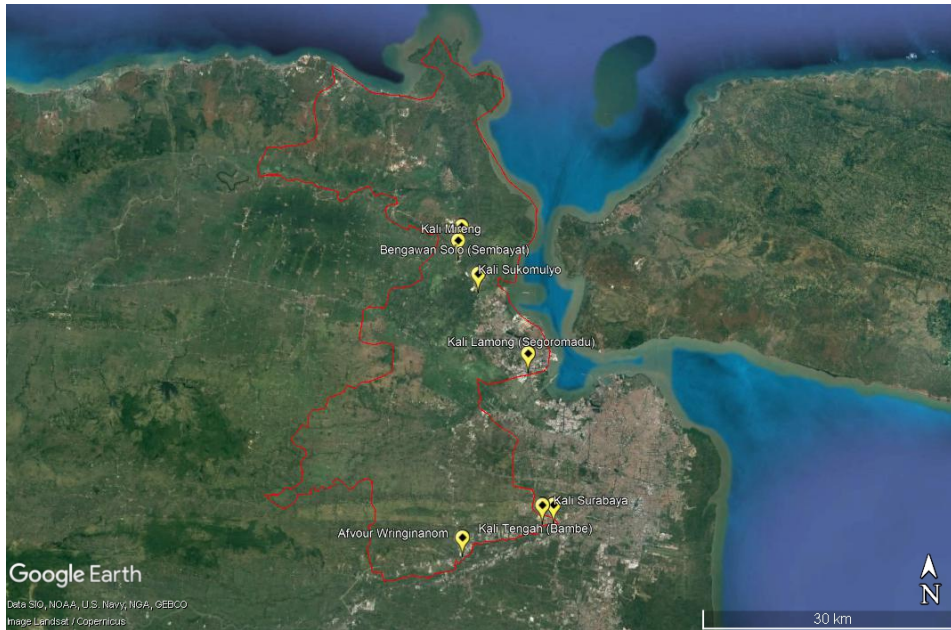 Kali Mireng
Bengawan Solo (Sembayat)
Kali Sukomulyo
Kali Lamong (Segoromadu)
Kali Surabaya
Kali Tengah (Bambe)
Afvour Wringinanom
Google Earth
Data SIO, NOAA, U.S. Navy, NGA, GEBCO
Image Landsat / Copernicus
N
30 km